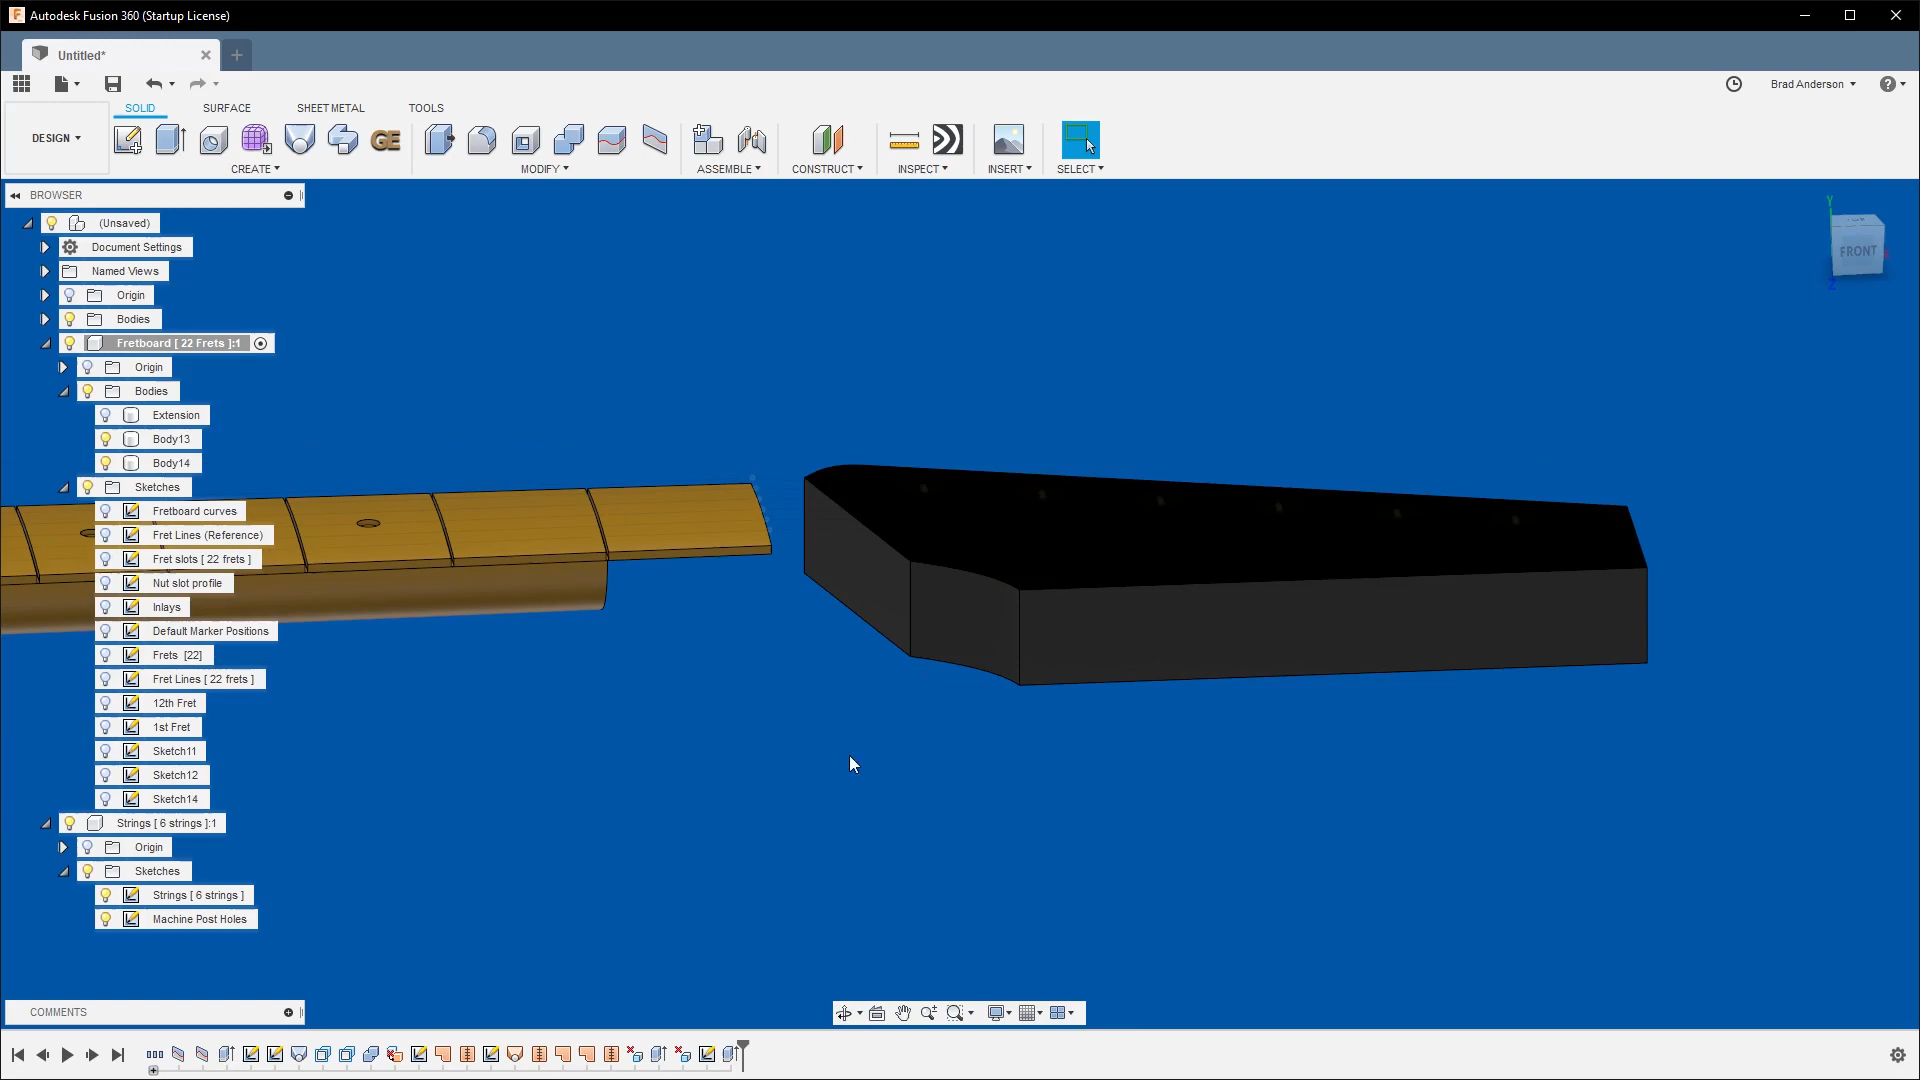 Autodesk Fusion 360 (Startup License)
Untitled*
Brad Anderson
DESIGN
SOLID
SURFACE
SHEET METAL
TOOLS
GE
CREATE
MODIFY
ASSEMBLE
CONSTRUCT
INSPECT
INSERT
SELECT
BROWSER
(Unsaved)
Document Settings
Named Views
Origin
Bodies
Fretboard [ 22 Frets ]:1
Origin
Bodies
Extension
Body13
Body14
Sketches
Fretboard curves
Fret Lines (Reference)
Fret slots [ 22 frets ]
Nut slot profile
Inlays
Default Marker Positions
Frets [22]
Fret Lines [ 22 frets ]
12th Fret
1st Fret
Sketch11
Sketch12
Sketch14
Strings [ 6 strings ]:1
Origin
Sketches
Strings [ 6 strings ]
Machine Post Holes
Y
FRONT
Z
COMMENTS